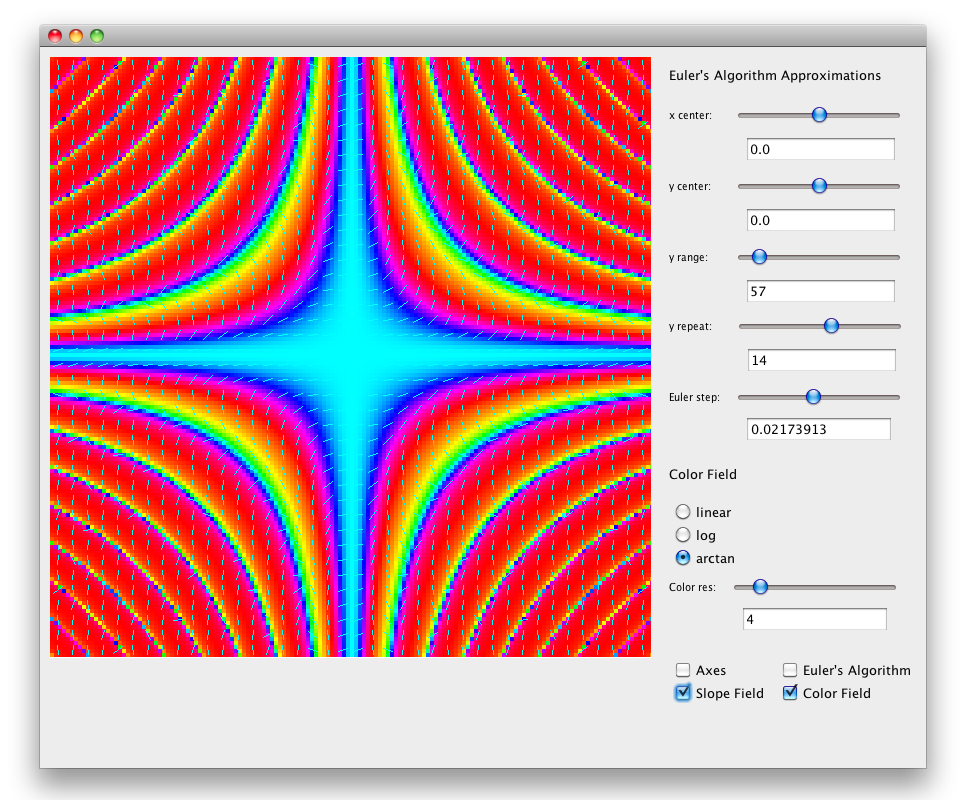 Euler's Algorithm Approximations
x center:
0.0
y center:
0.0
y range:
57
y repeat:
14
Euler step:
0.02173913
Color Field
linear
log
arctan
Color res:
4
Axes Euler's Algorithm
Slope Field Color Field